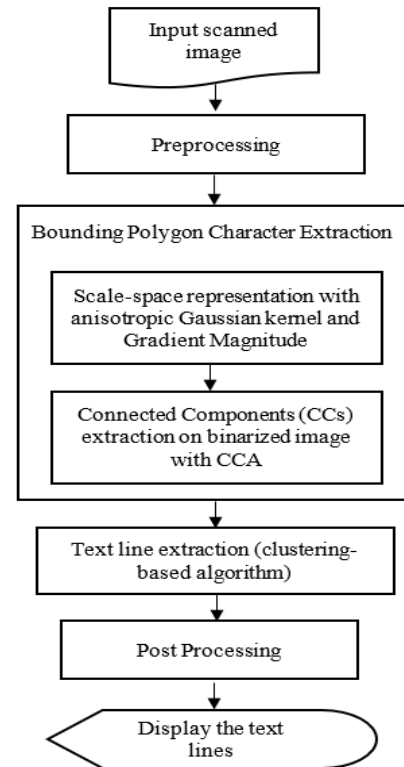 Input scanned
image
Preprocessing
Bounding Polygon Character Extraction
Scale-space representation with
anisotropic Gaussian kernel and
Gradient Magnitude
Connected Components (CCs)
extraction on binarized image
with CCA
Text line extraction (clustering-
based algorithm)
Post Processing
Display the text
lines